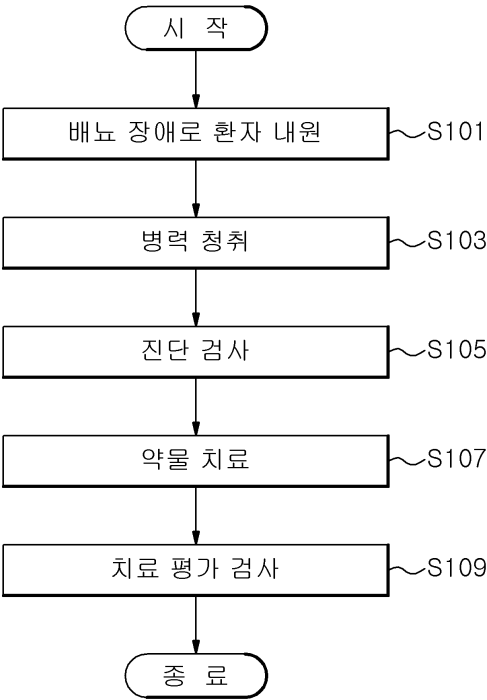 시 작
배뇨 장애로 환자 내원
S101
병력 청취
S103
진단 검사
S105
약물 치료
S107
치료 평가 검사
S109
종 료